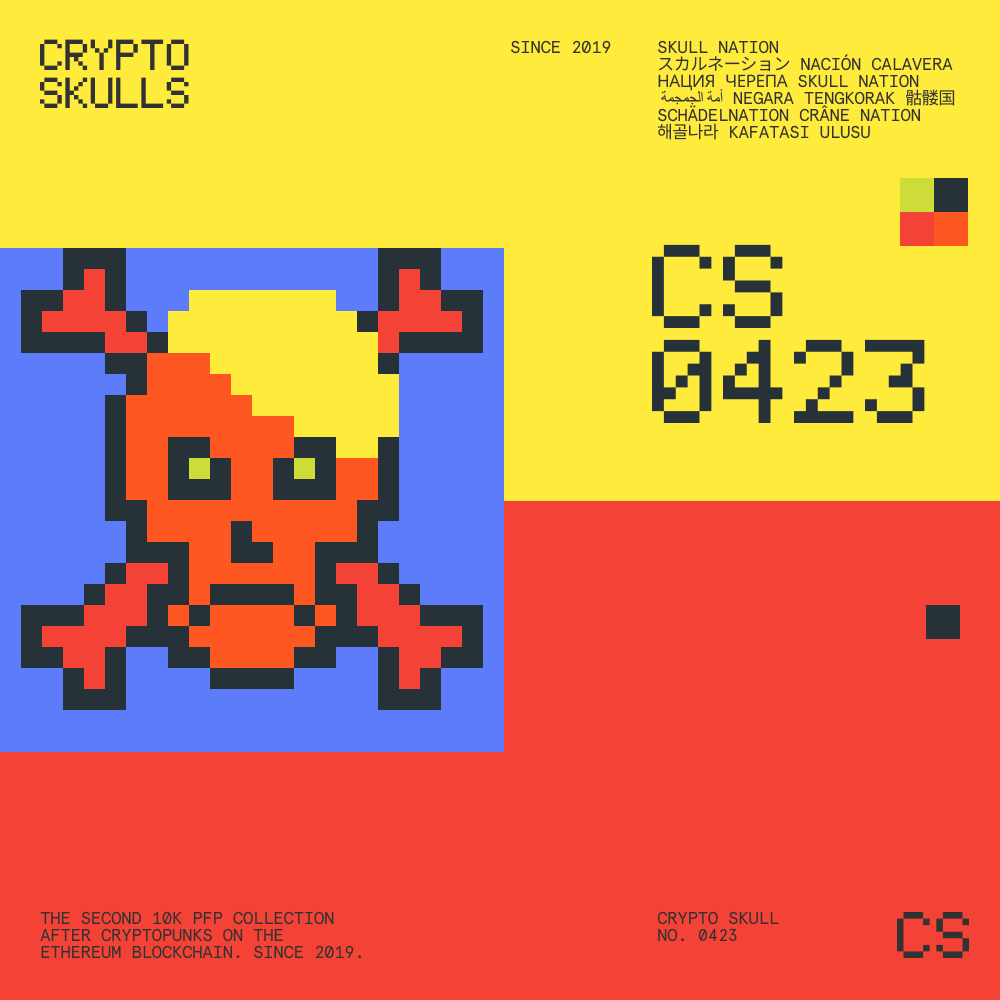 CRYPTO
SKULLS
SINCE 2019
SKULL NATION
スカルネーション NACIÓN CALAVERA
НАЦИЯ ЧЕРЕПА SKULL NATION
أمة الجمجمة NEGARA TENGKORAK 骷髅国
SCHÄDELNATION CRÂNE NATION
해골나라 KAFATASI ULUSU
CS
0423
THE SECOND 10K PFP COLLECTION
AFTER CRYPTOPUNKS ON THE
ETHEREUM BLOCKCHAIN. SINCE 2019.
CRYPTO SKULL
NO. 0423
CS